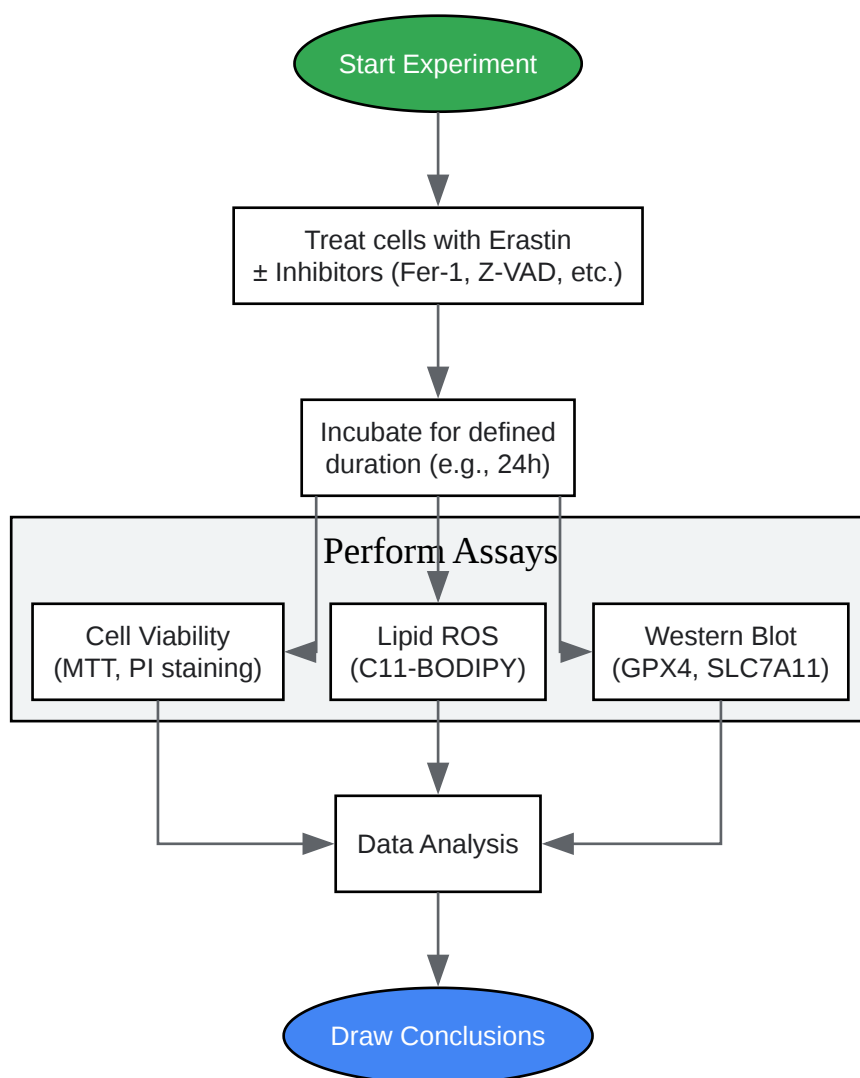 Start Experiment
Treat cells with Erastin
± Inhibitors (Fer-1, Z-VAD, etc.)
Incubate for defined
duration (e.g., 24h)
Perform Assays
Cell Viability
(MTT, PI staining)
Lipid ROS
(C11-BODIPY)
Western Blot
(GPX4, SLC7A11)
Data Analysis
Draw Conclusions